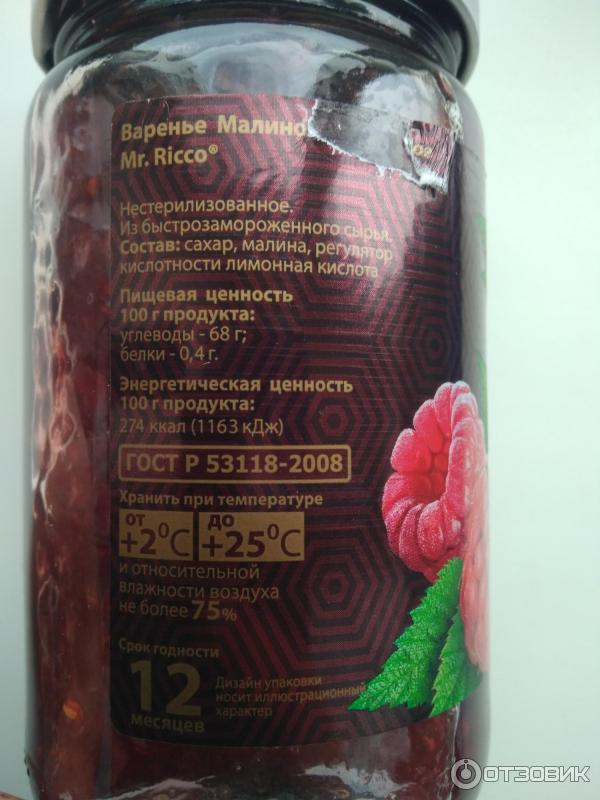 Варенье Малино
Mr. Ricco®
Нестерилизованное.
Из быстрозамороженного сырья.
Состав: сахар, малина, регулятор
кислотности лимонная кислота
Пищевая ценность
100 г продукта:
углеводы - 68 г;
белки - 0,4 г.
Энергетическая ценность
100 г продукта:
274 ккал (1163 кДж)
ГОСТ Р 53118-2008
Хранить при температуре
от до
+2⁰C +25⁰C
и относительной
влажности воздуха
не более 75%
Срок годности
12
месяцев
Дизайн упаковки
носит иллюстрационный
характер
ОТЗОВИК